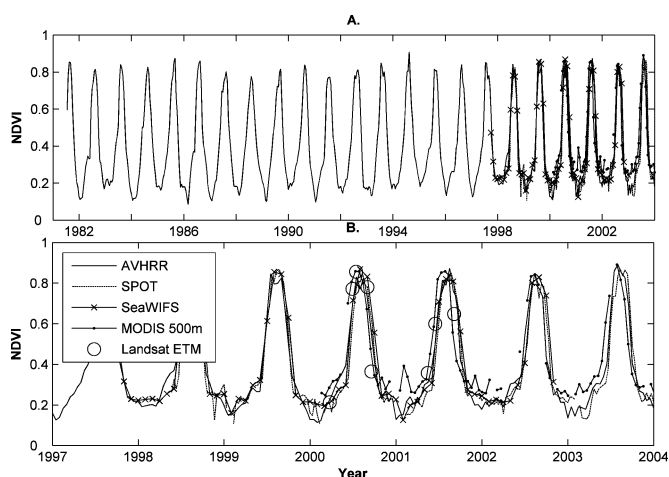 A.
1
0.8
0.6
0.4
0.2
0
NDVI
1982 1986 1990 1994 1998 2002
B.
1
0.8
0.6
0.4
0.2
0
NDVI
AVHRR
SPOT
SeaWIFS
MODIS 500m
Landsat ETM
1997 1998 1999 2000 2001 2002 2003 2004
Year